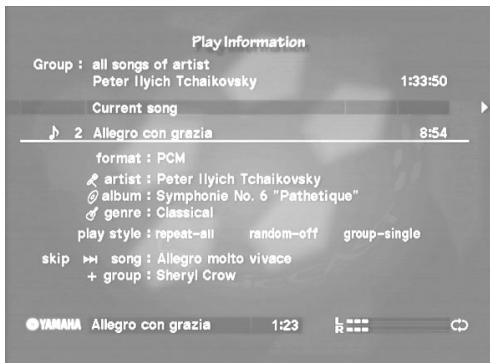 Play Information
Group : all songs of artist
Peter Ilyich Tchaikovsky 1:33:50
Current song
2 Allegro con grazia 8:54
format : PCM
artist : Peter Ilyich Tchaikovsky
album : Symphonie No. 6 "Pathetique"
genre : Classical
play style : repeat-all random-off group-single
skip song : Allegro molto vivace
+ group : Sheryl Crow
YAMAHA Allegro con grazia 1:23 L R